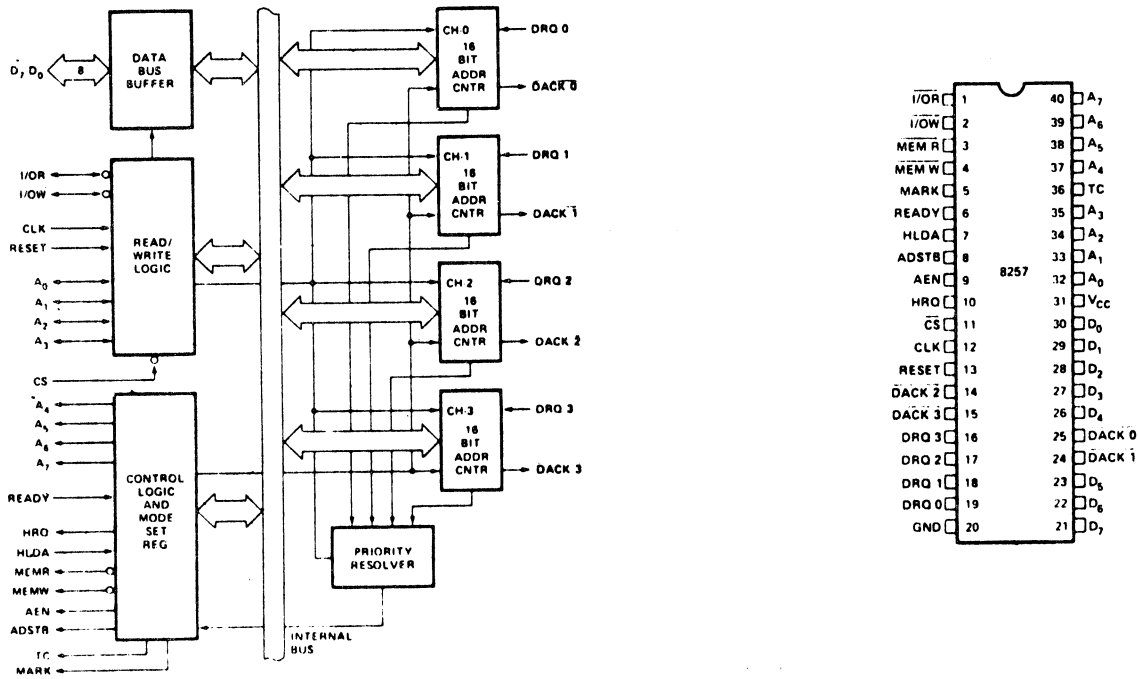 D7 D0
8
DATA
BUS
BUFFER
I/OR
I/OW
CLK
RESET
A0
A1
A2
A3
READ/
WRITE
LOGIC
CS
A4
A5
A6
A7
READY
HRQ
HLDA
MEMR
MEMW
AEN
ADSTB
TC
MARK
CONTROL
LOGIC
AND
MODE
SET
REG
INTERNAL
BUS
CH-0
16
BIT
ADDR
CNTR
DRQ 0
DACK 0
CH-1
16
BIT
ADDR
CNTR
DRQ 1
DACK 1
CH-2
16
BIT
ADDR
CNTR
DRQ 2
DACK 2
CH-3
16
BIT
ADDR
CNTR
DRQ 3
DACK 3
PRIORITY
RESOLVER
8257
I/OR 1
I/OW 2
MEM R 3
MEM W 4
MARK 5
READY 6
HLDA 7
ADSTB 8
AEN 9
HRQ 10
CS 11
CLK 12
RESET 13
DACK 2 14
DACK 3 15
DRQ 3 16
DRQ 2 17
DRQ 1 18
DRQ 0 19
GND 20
40 A7
39 A6
38 A5
37 A4
36 TC
35 A3
34 A2
33 A1
32 A0
31 VCC
30 D0
29 D1
28 D2
27 D3
26 D4
25 DACK 0
24 DACK 1
23 D5
22 D6
21 D7